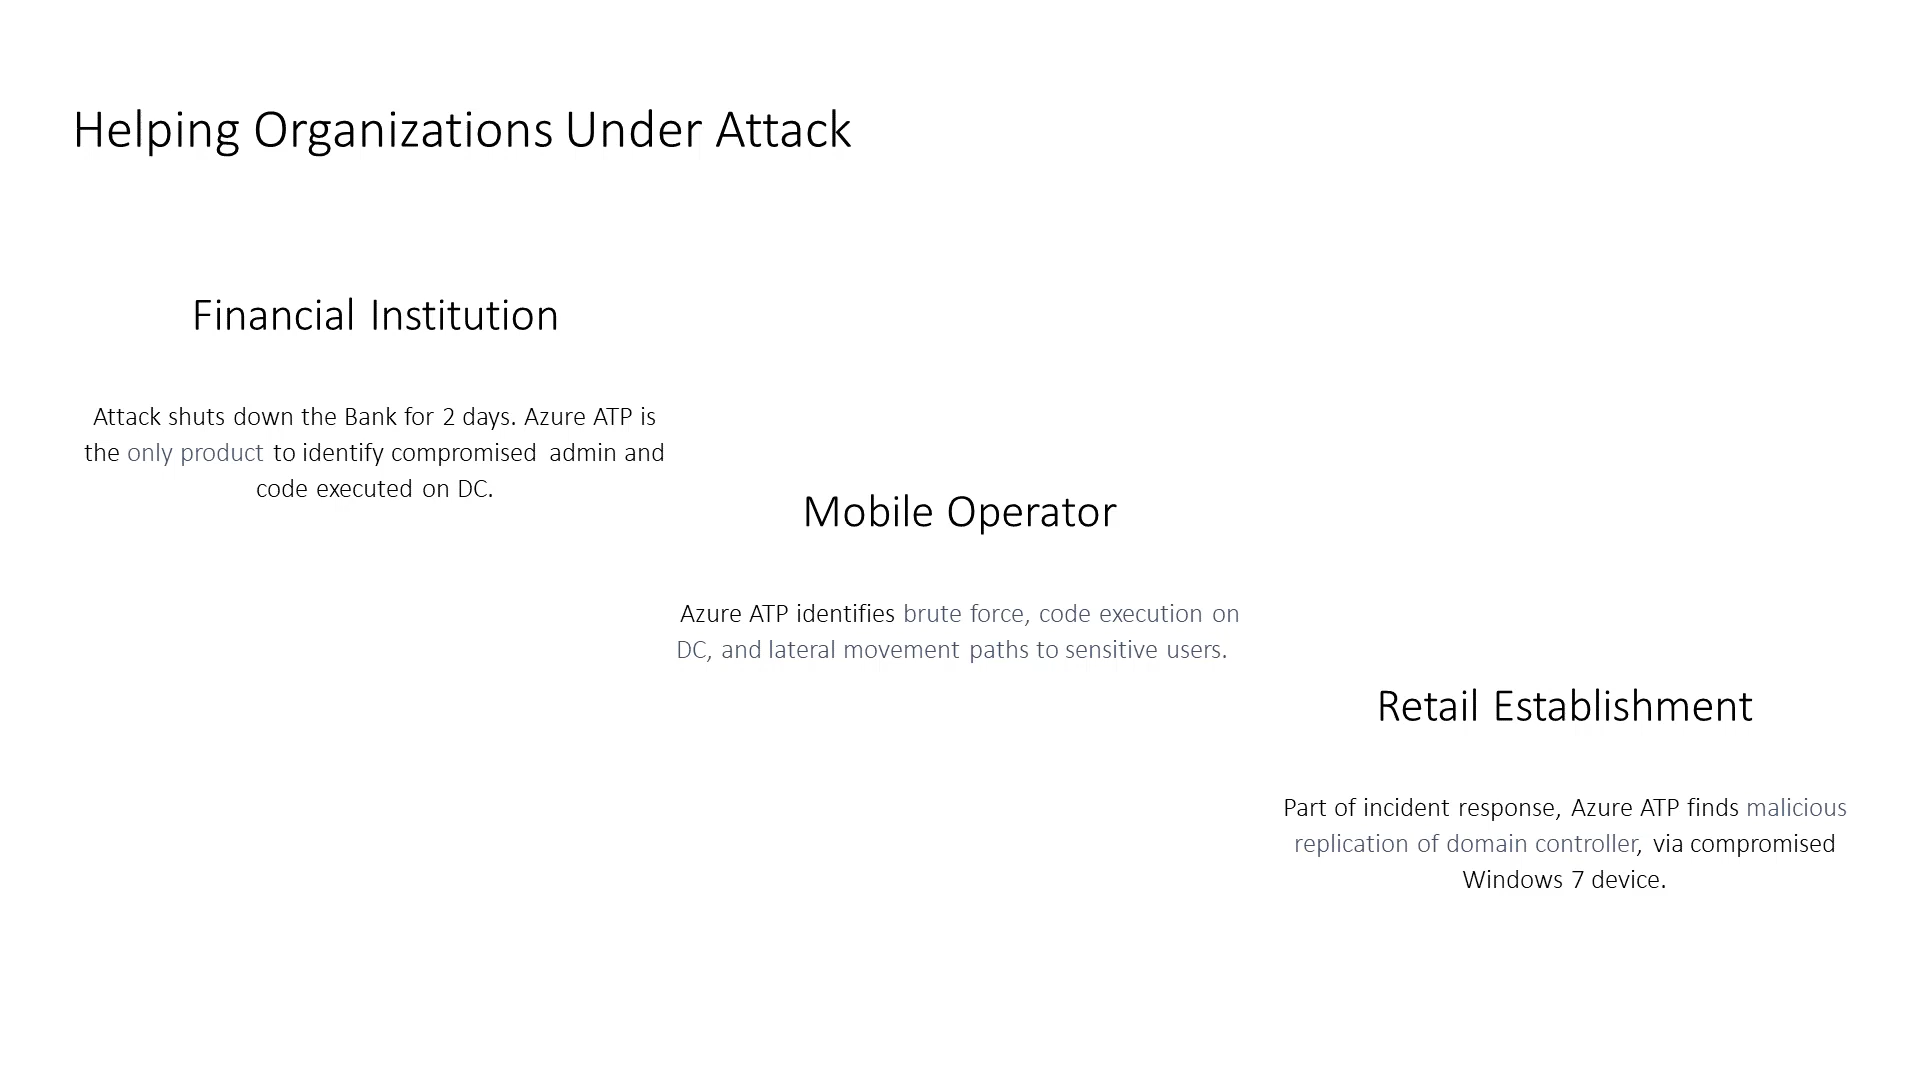 Helping Organizations Under Attack
Financial Institution
Attack shuts down the Bank for 2 days. Azure ATP is
the only product to identify compromised admin and
code executed on DC.
Mobile Operator
Azure ATP identifies brute force, code execution on
DC, and lateral movement paths to sensitive users.
Retail Establishment
Part of incident response, Azure ATP finds malicious
replication of domain controller, via compromised
Windows 7 device.